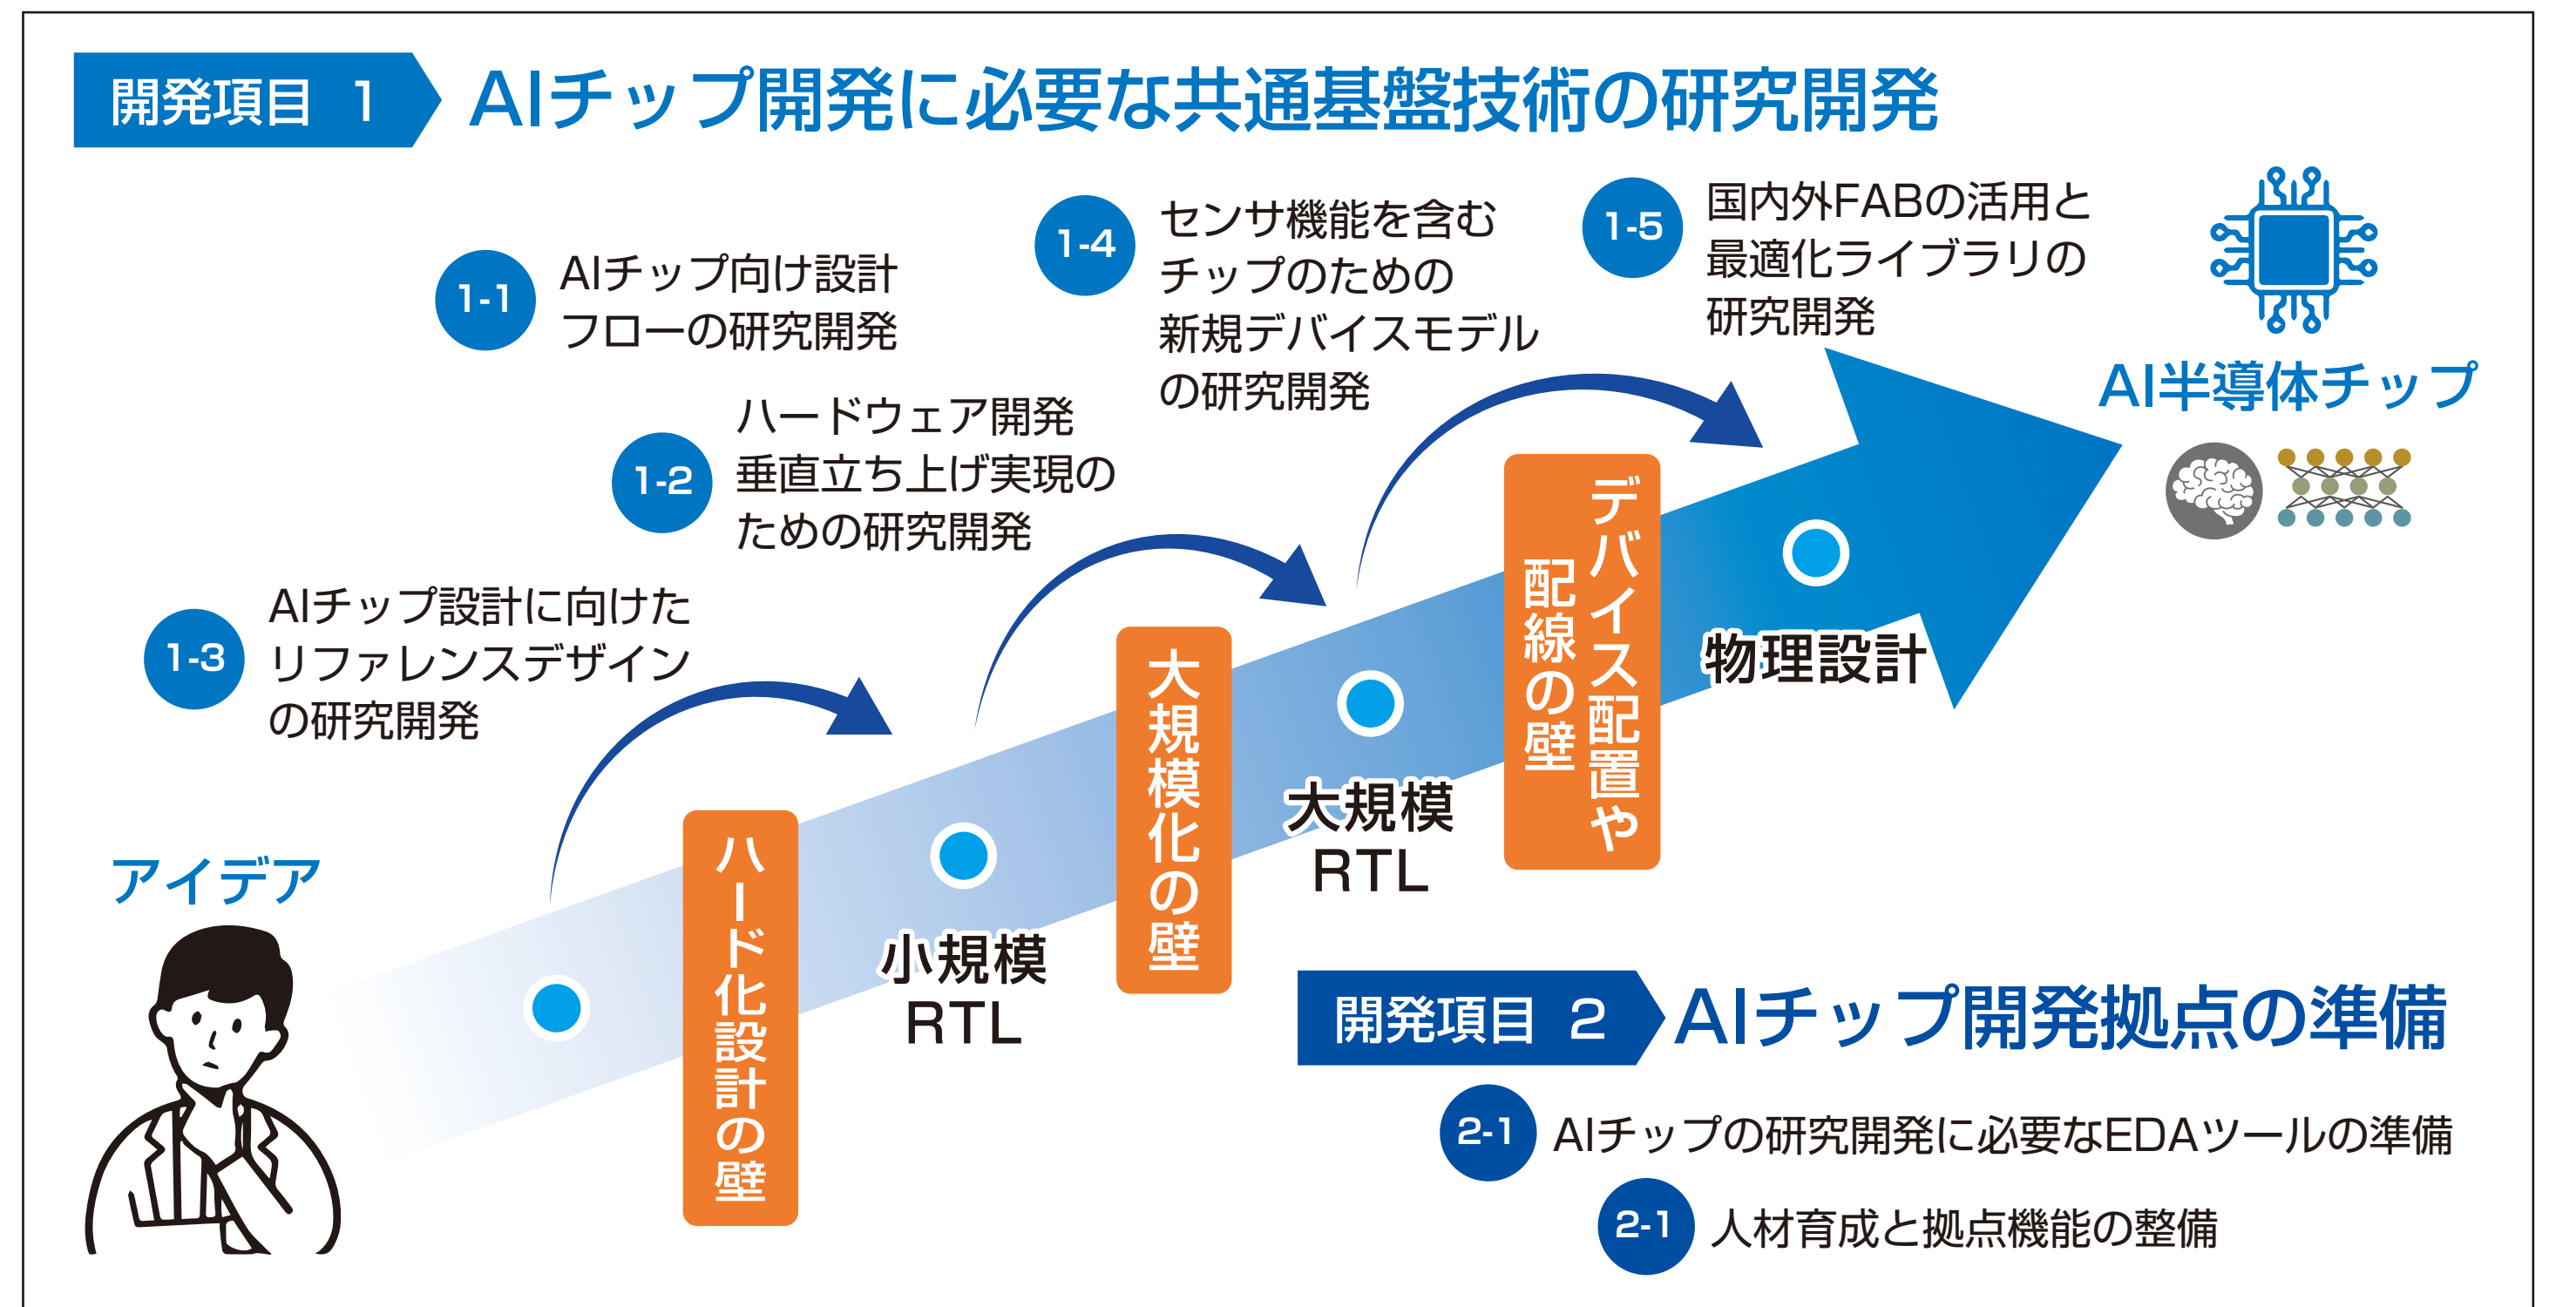 開発項目 1
AIチップ開発に必要な共通基盤技術の研究開発
1-1
AIチップ向け設計
フローの研究開発
1-2
ハードウェア開発
垂直立ち上げ実現の
ための研究開発
1-3
AIチップ設計に向けた
リファレンスデザイン
の研究開発
1-4
センサ機能を含む
チップのための
新規デバイスモデル
の研究開発
1-5
国内外FABの活用と
最適化ライブラリの
研究開発
AI半導体チップ
アイデア
ハード化設計の壁
小規模
RTL
大規模化の壁
大規模
RTL
デバイス配置や
配線の壁
物理設計
開発項目 2
AIチップ開発拠点の準備
2-1
AIチップの研究開発に必要なEDAツールの準備
2-1
人材育成と拠点機能の整備